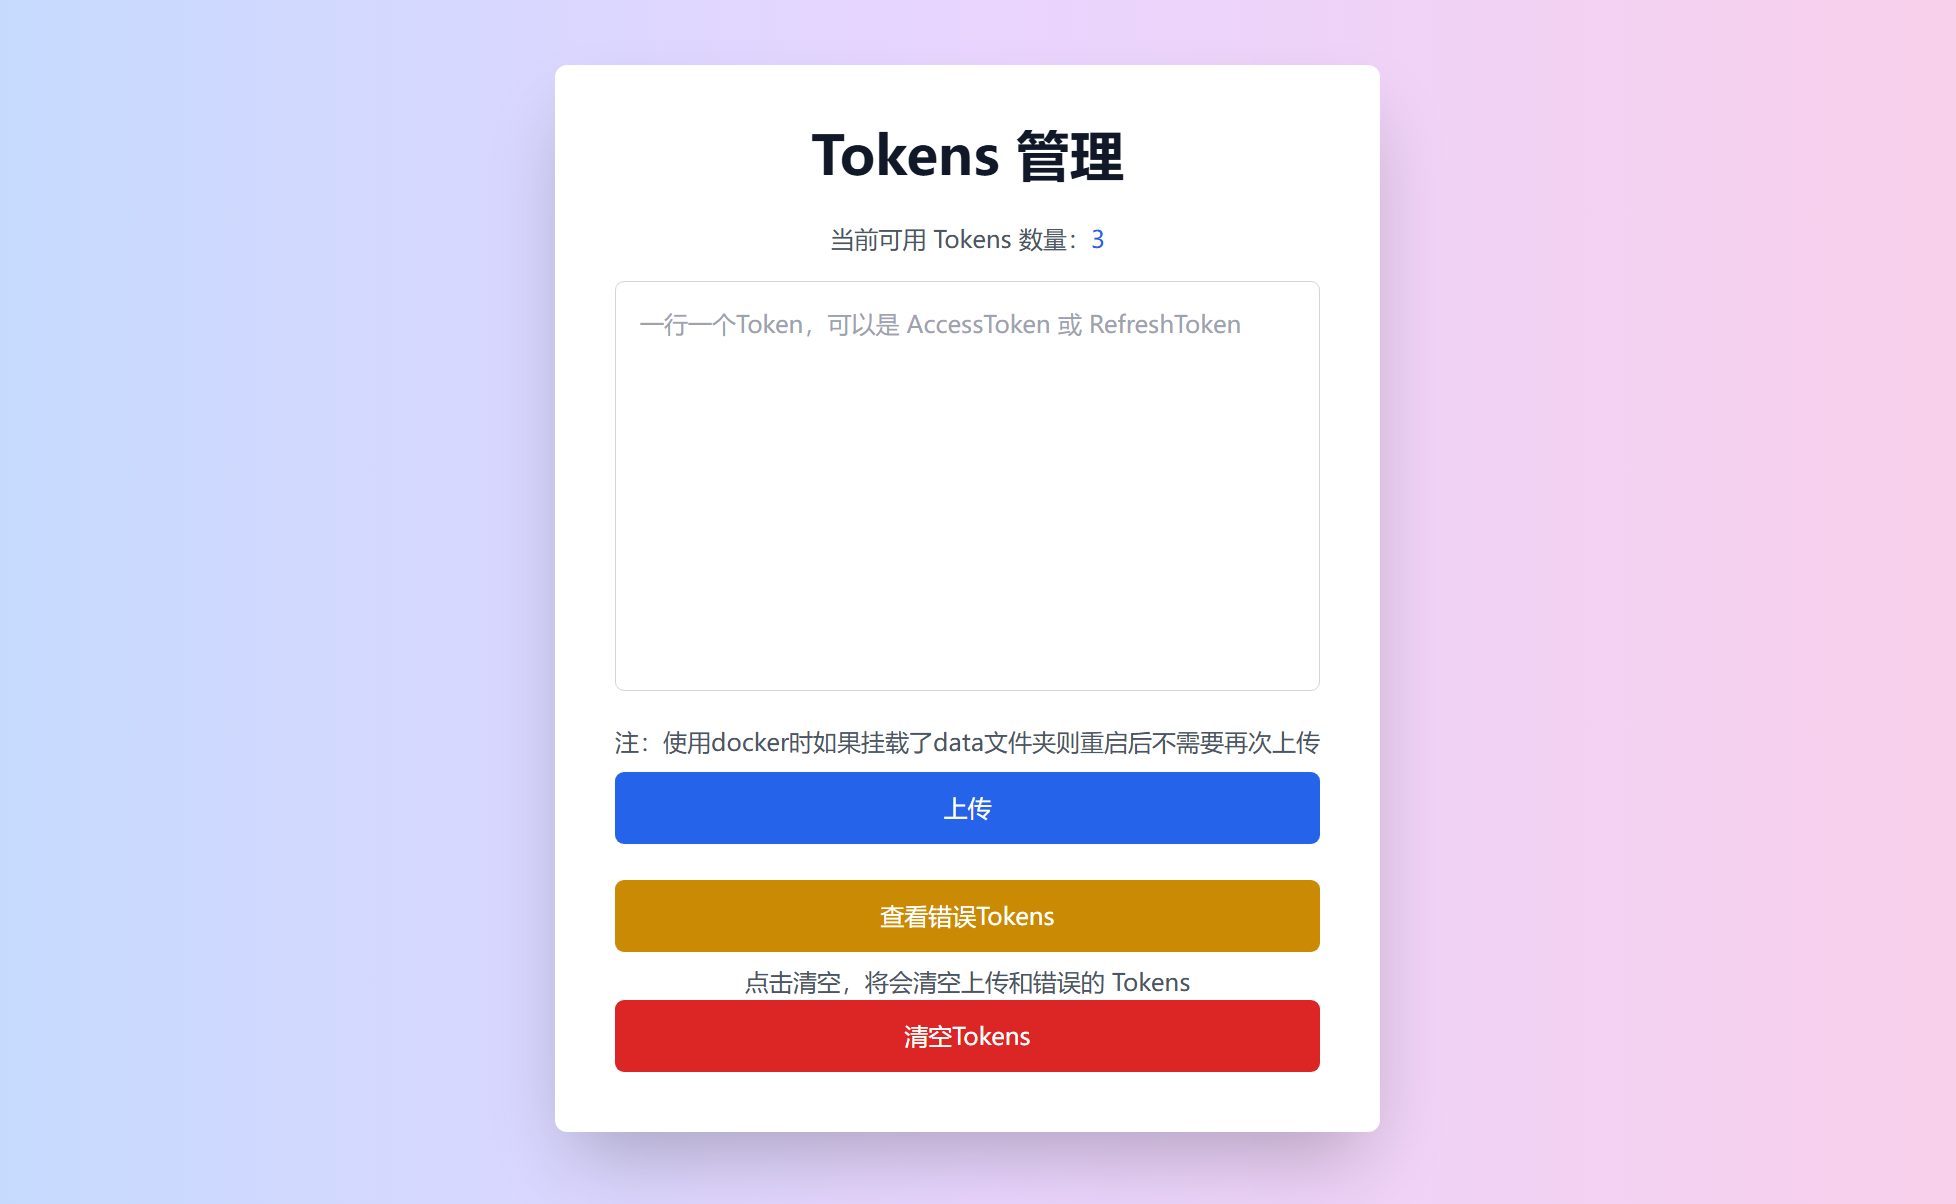 Tokens 管理
当前可用 Tokens 数量：3
一行一个Token，可以是 AccessToken 或 RefreshToken
注：使用docker时如果挂载了data文件夹则重启后不需要再次上传
上传
查看错误Tokens
点击清空，将会清空上传和错误的 Tokens
清空Tokens